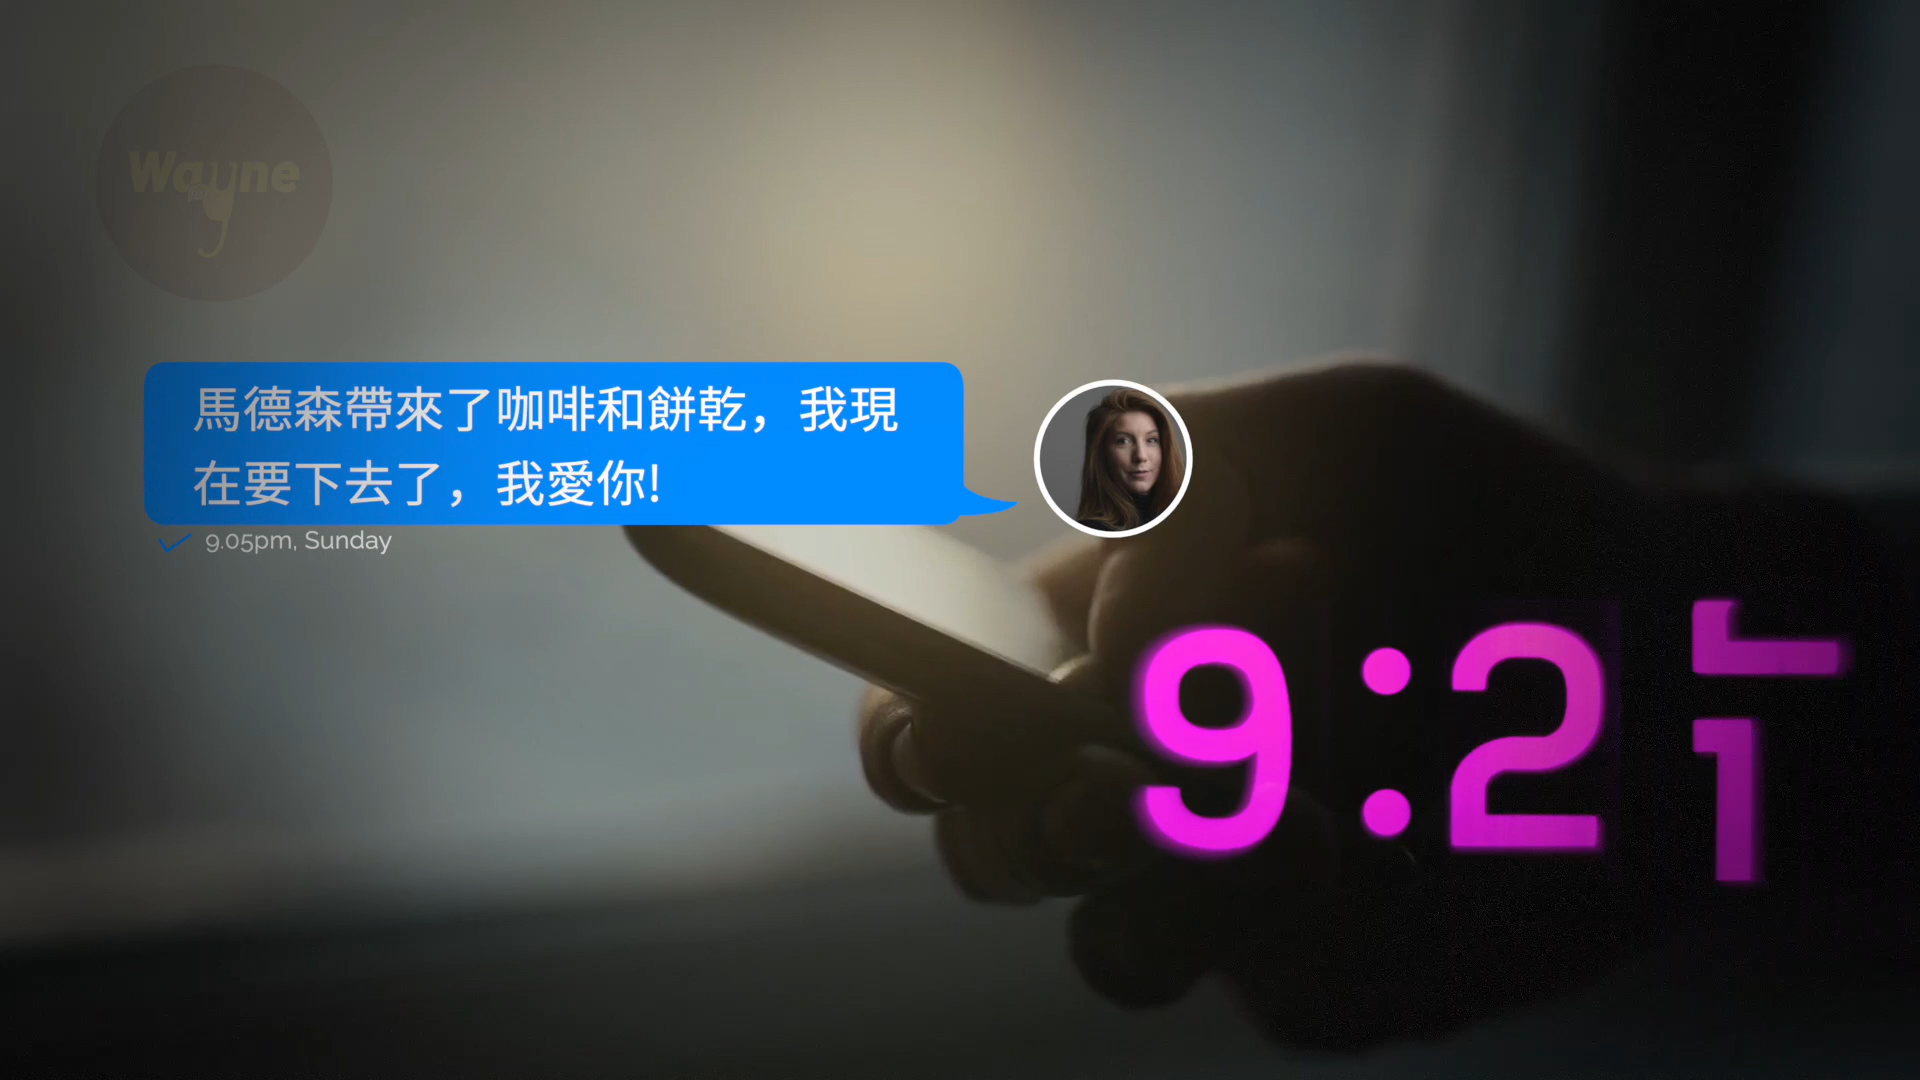 Wayne
馬德森帶來了咖啡和餅乾，我現
在要下去了，我愛你!
9.05pm, Sunday
9:2